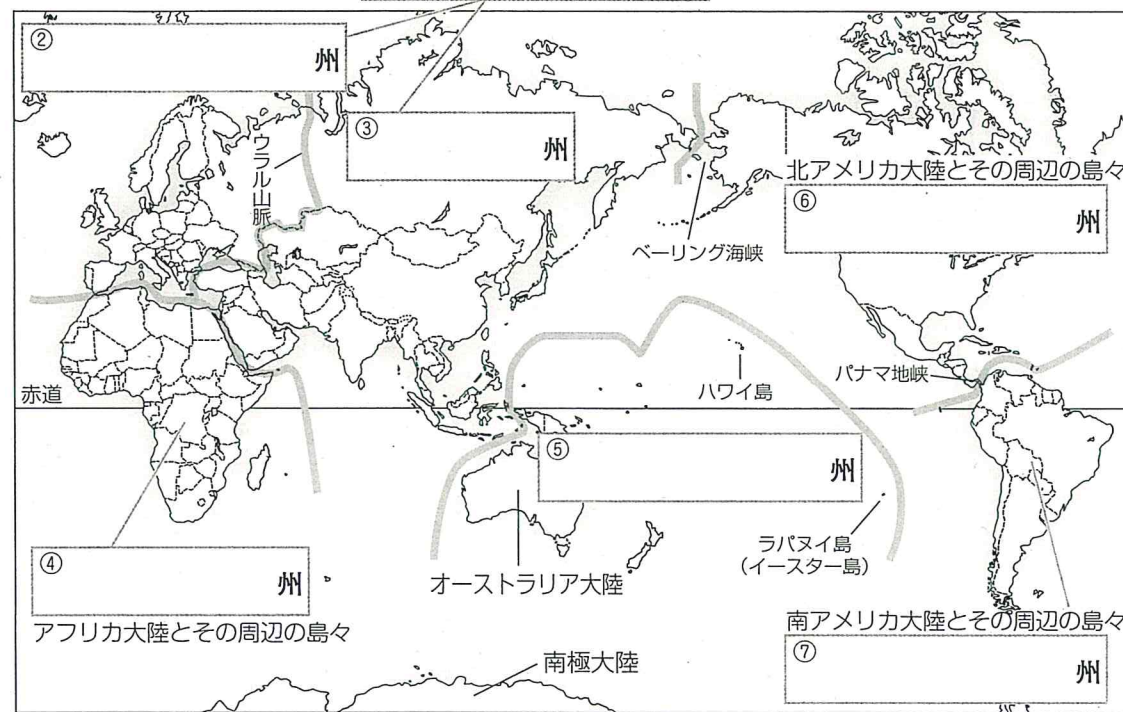 ② 州
③ 州
ウラル山脈
北アメリカ大陸とその周辺の島々
⑥ 州
ベーリング海峡
赤道
ハワイ島
パナマ地峡
⑤ 州
ラパヌイ島
(イースター島)
④ 州
アフリカ大陸とその周辺の島々
オーストラリア大陸
南アメリカ大陸とその周辺の島々
⑦ 州
南極大陸